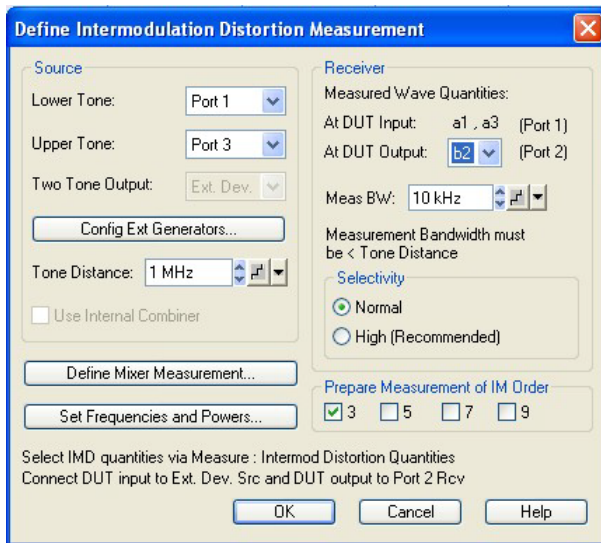 Define Intermodulation Distortion Measurement
Source
Lower Tone: Port 1
Upper Tone: Port 3
Two Tone Output: Ext. Dev.
Config Ext Generators...
Tone Distance: 1 MHz
Use Internal Combiner
Define Mixer Measurement...
Set Frequencies and Powers...
Receiver
Measured Wave Quantities:
At DUT Input: a1 , a3 (Port 1)
At DUT Output: b2 (Port 2)
Meas BW: 10 kHz
Measurement Bandwidth must
be < Tone Distance
Selectivity
Normal
High (Recommended)
Prepare Measurement of IM Order
3 5 7 9
Select IMD quantities via Measure : Intermod Distortion Quantities
Connect DUT input to Ext. Dev. Src and DUT output to Port 2 Rcv
OK Cancel Help